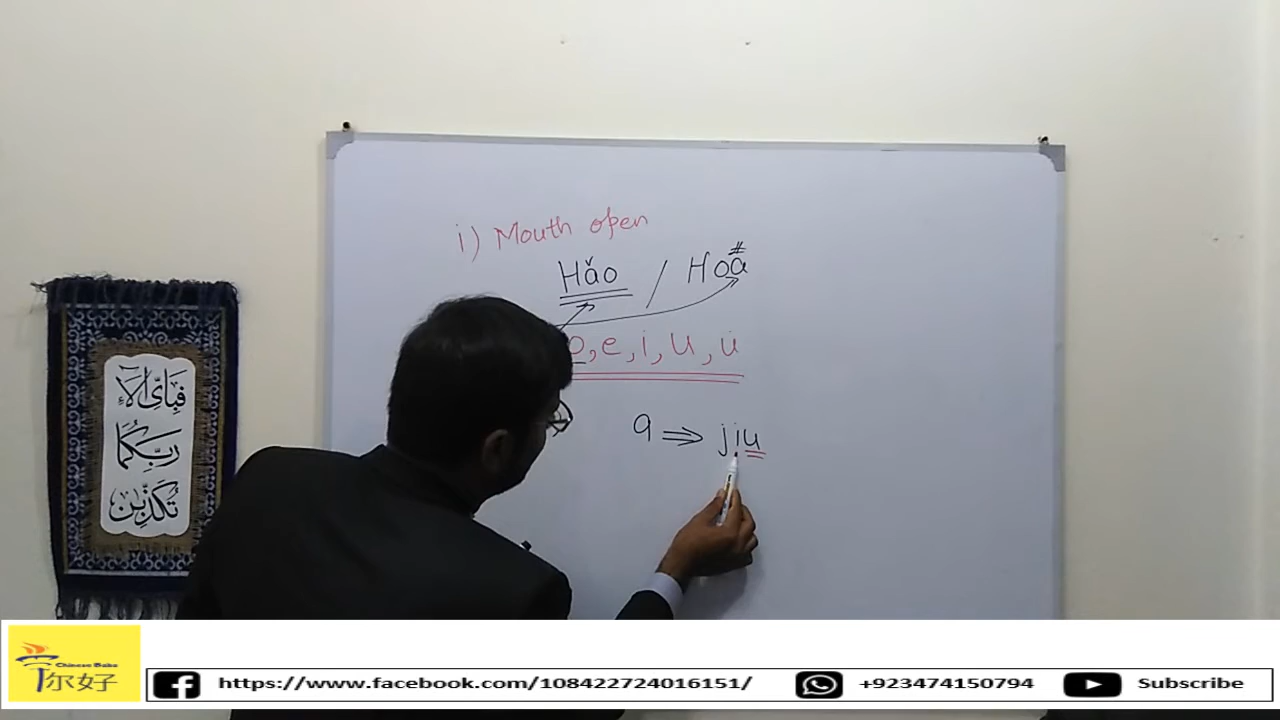 i) Mouth open
Hǎo / Hoa
o, e, i, u, ü
9 ⇒ jiu
فَبِأَيِّ آلَاءِ
رَبِّكُمَا
تُكَذِّبٰنِ
Chinese Baba
你好
https://www.facebook.com/108422724016151/
+923474150794
Subscribe